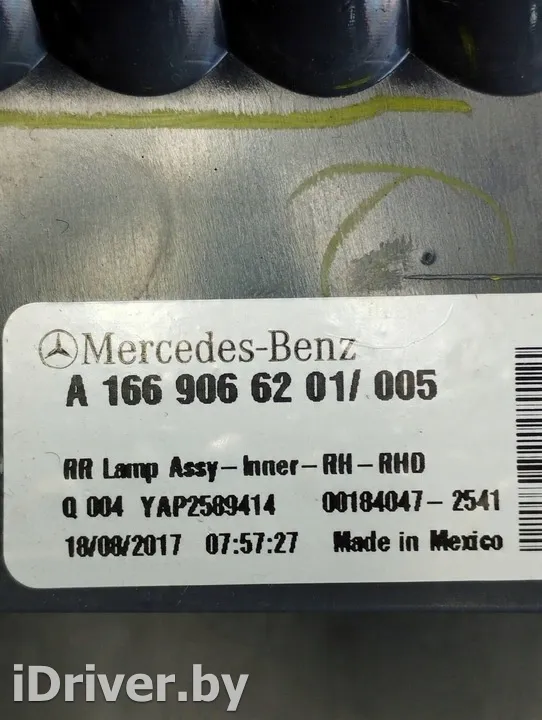 Mercedes-Benz
A 166 906 62 01/ 005
RR Lamp Assy-Inner-RH-RHD
Q 004 YAP2589414 00184047-2541
18/08/2017 07:57:27 Made in Mexico
iDriver.by